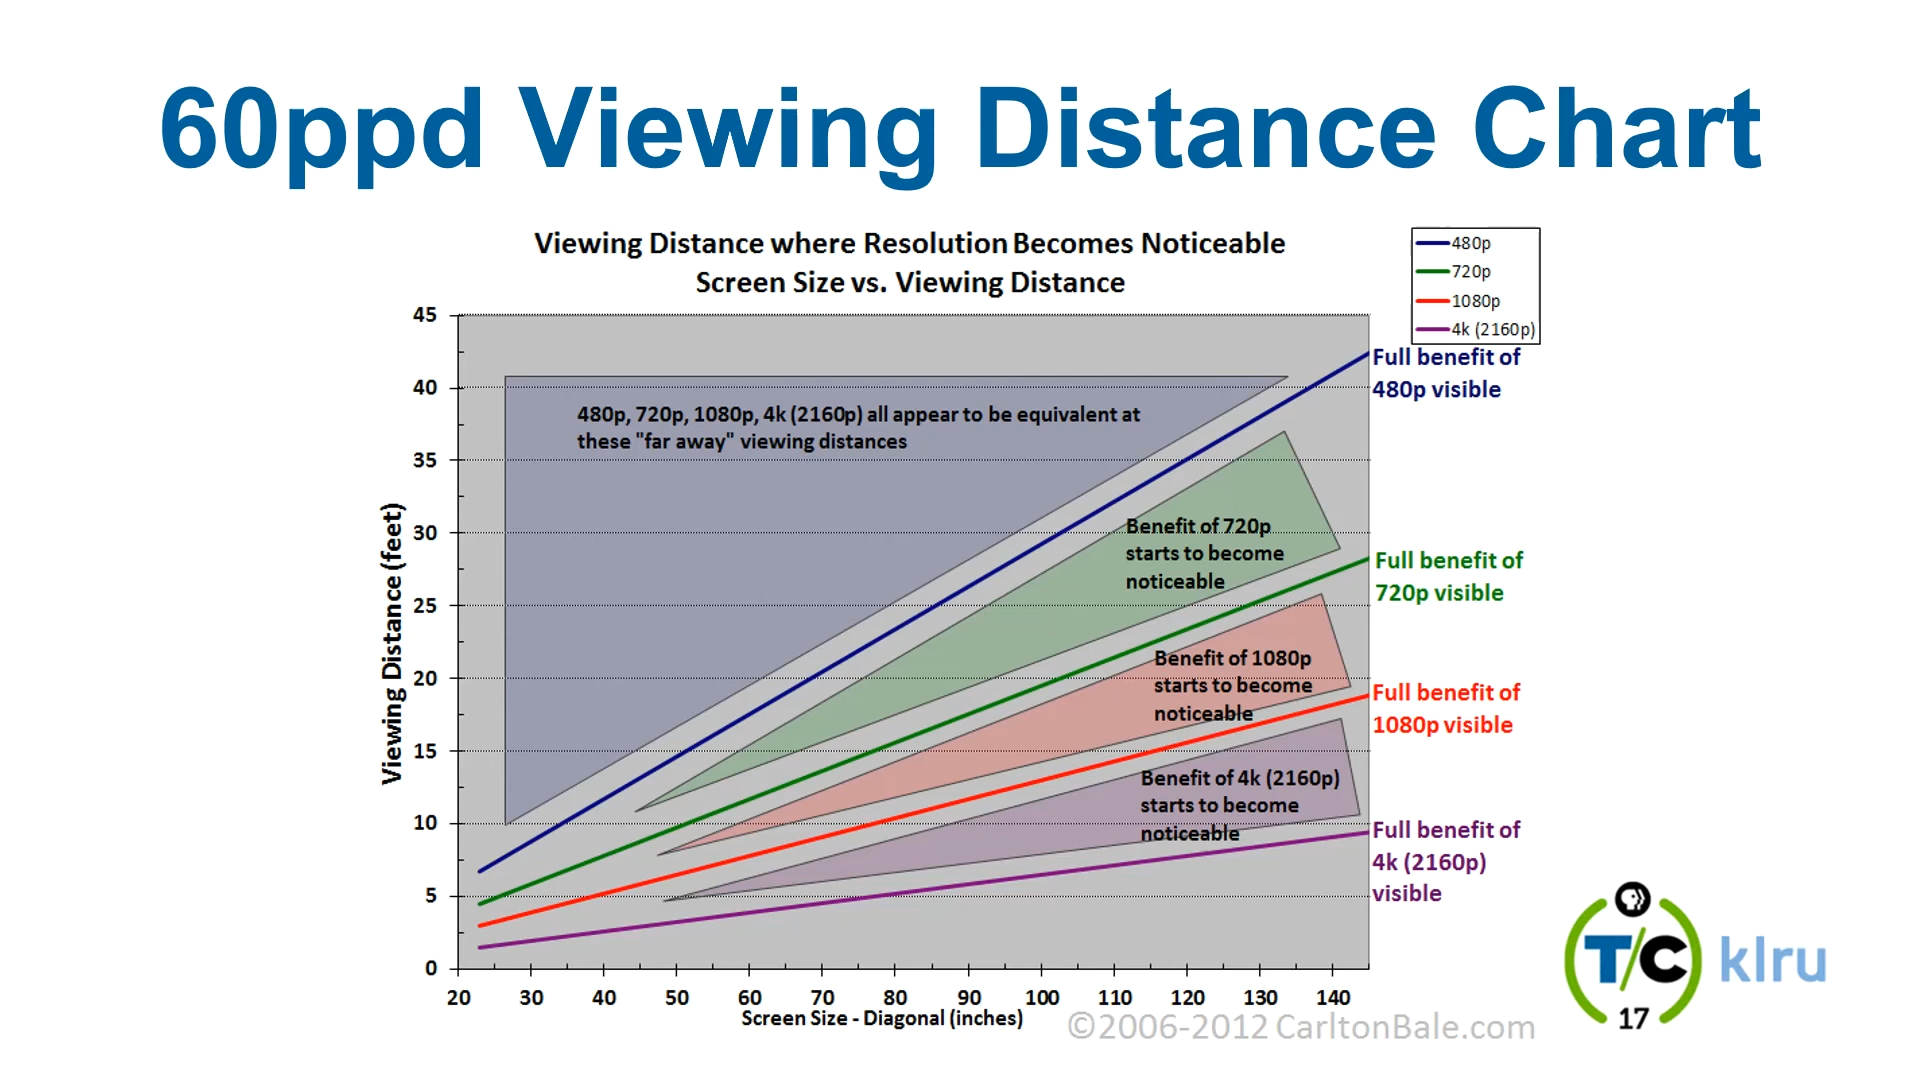 60ppd Viewing Distance Chart
Viewing Distance where Resolution Becomes Noticeable
Screen Size vs. Viewing Distance
480p
720p
1080p
4k (2160p)
45
40
35
30
25
20
15
10
5
0
Viewing Distance (feet)
480p, 720p, 1080p, 4k (2160p) all appear to be equivalent at
these "far away" viewing distances
Benefit of 720p
starts to become
noticeable
Benefit of 1080p
starts to become
noticeable
Benefit of 4k (2160p)
starts to become
noticeable
Full benefit of
480p visible
Full benefit of
720p visible
Full benefit of
1080p visible
Full benefit of
4k (2160p)
visible
20 30 40 50 60 70 80 90 100 110 120 130 140
Screen Size - Diagonal (inches)
©2006-2012 CarltonBale.com
T/C klru
17